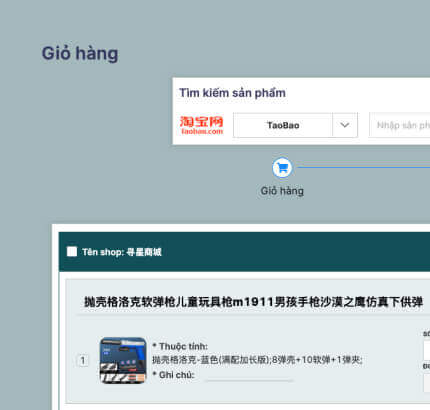 Giỏ hàng
Tìm kiếm sản phẩm
淘宝网
Taobao.com
TaoBao
Nhập sản ph
Giỏ hàng
Tên shop: 寻星商城
抛壳格洛克软弹枪儿童玩具枪m1911男孩手枪沙漠之鹰仿真下供弹
1
* Thuộc tính:
抛壳格洛克-蓝色(满配加长版);8弹壳+10软弹+1弹夹;
* Ghi chú: